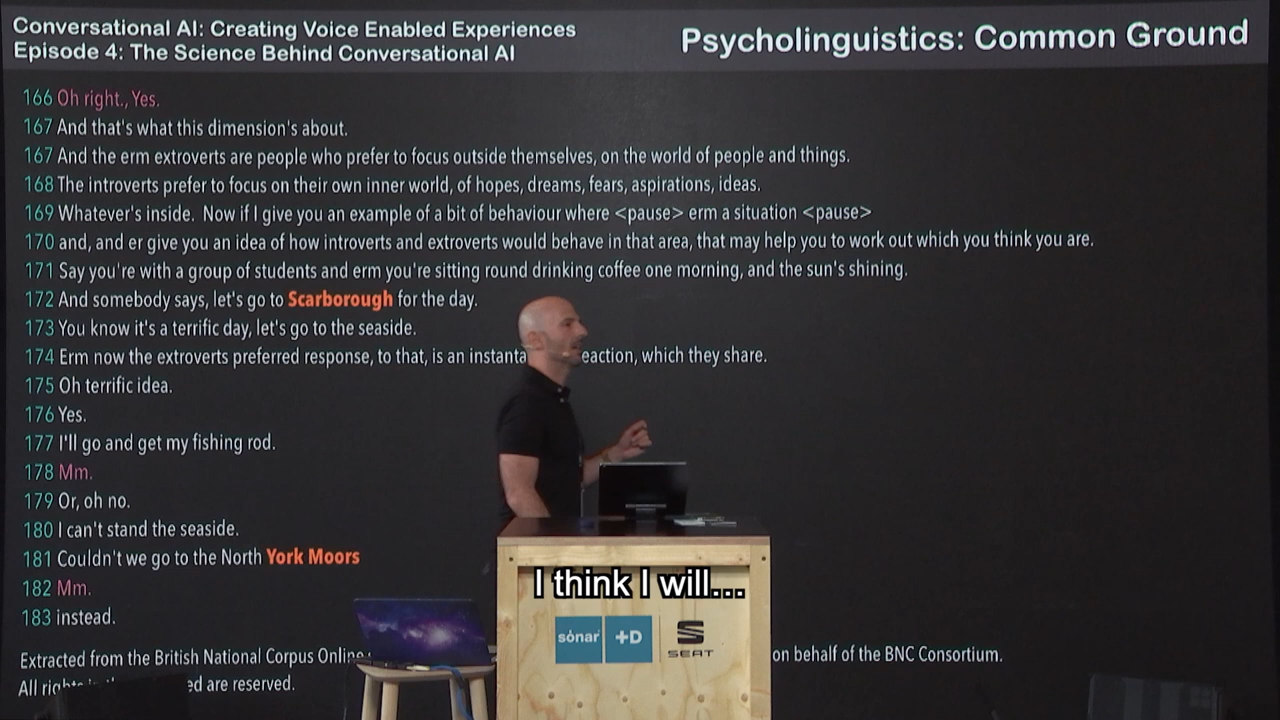 Conversational AI: Creating Voice Enabled Experiences
Episode 4: The Science Behind Conversational AI
Psycholinguistics: Common Ground
166 Oh right., Yes.
167 And that's what this dimension's about.
167 And the erm extroverts are people who prefer to focus outside themselves, on the world of people and things.
168 The introverts prefer to focus on their own inner world, of hopes, dreams, fears, aspirations, ideas.
169 Whatever's inside. Now if I give you an example of a bit of behaviour where <pause> erm a situation <pause>
170 and, and er give you an idea of how introverts and extroverts would behave in that area, that may help you to work out which you think you are.
171 Say you're with a group of students and erm you're sitting round drinking coffee one morning, and the sun's shining.
172 And somebody says, let's go to Scarborough for the day.
173 You know it's a terrific day, let's go to the seaside.
174 Erm now the extroverts preferred response, to that, is an instanta eaction, which they share.
175 Oh terrific idea.
176 Yes.
177 I'll go and get my fishing rod.
178 Mm.
179 Or, oh no.
180 I can't stand the seaside.
181 Couldn't we go to the North York Moors
182 Mm.
183 instead.
I think I will...
sónar +D SEAT
Extracted from the British National Corpus Online on behalf of the BNC Consortium.
All ed are reserved.